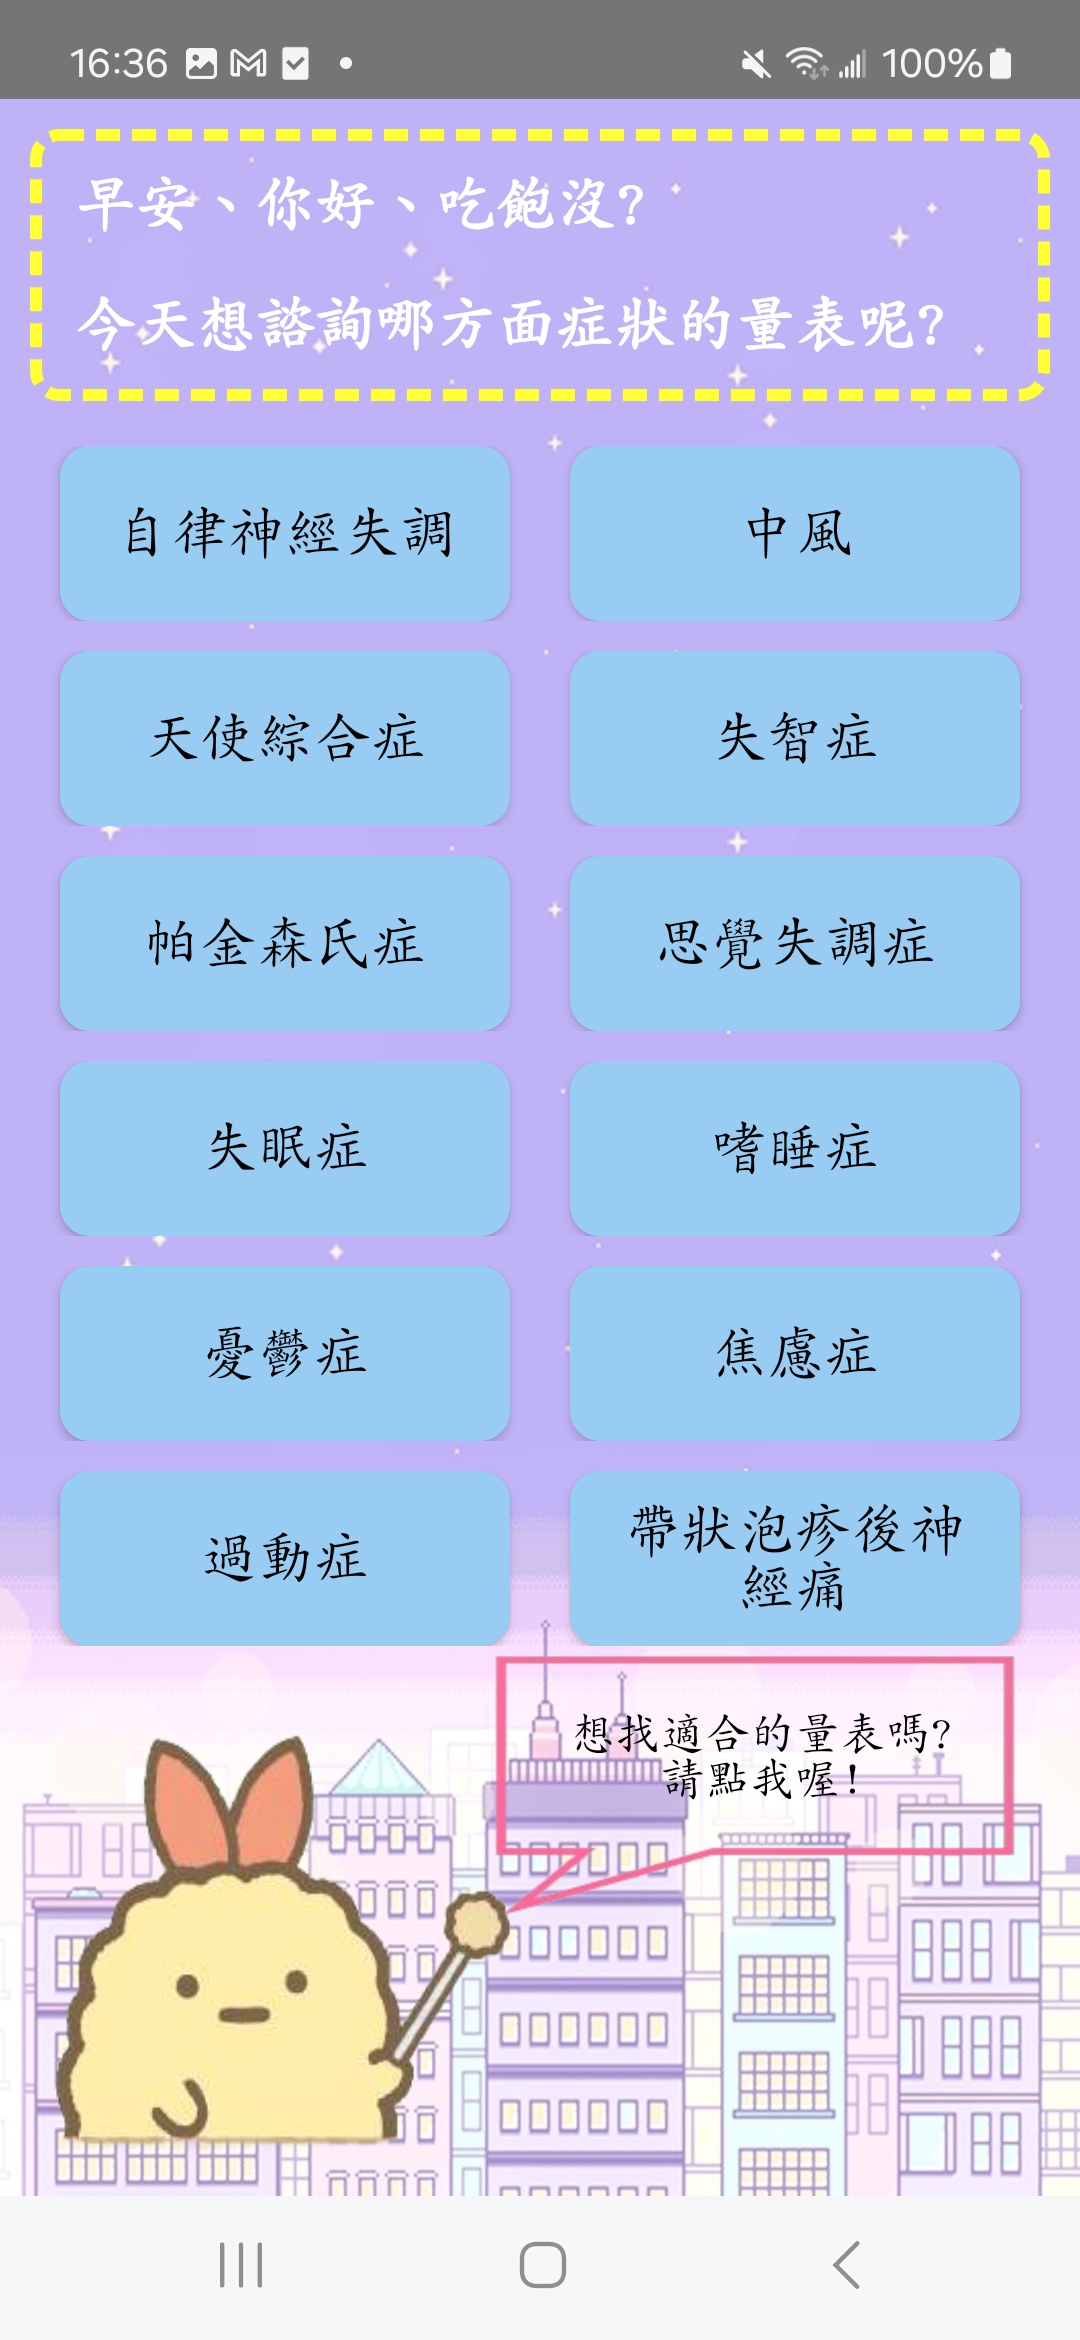 16:36
100%
早安、你好、吃飽沒?
今天想諮詢哪方面症狀的量表呢?
自律神經失調
中風
天使綜合症
失智症
帕金森氏症
思覺失調症
失眠症
嗜睡症
憂鬱症
焦慮症
過動症
帶狀泡疹後神
經痛
想找適合的量表嗎?
請點我喔!